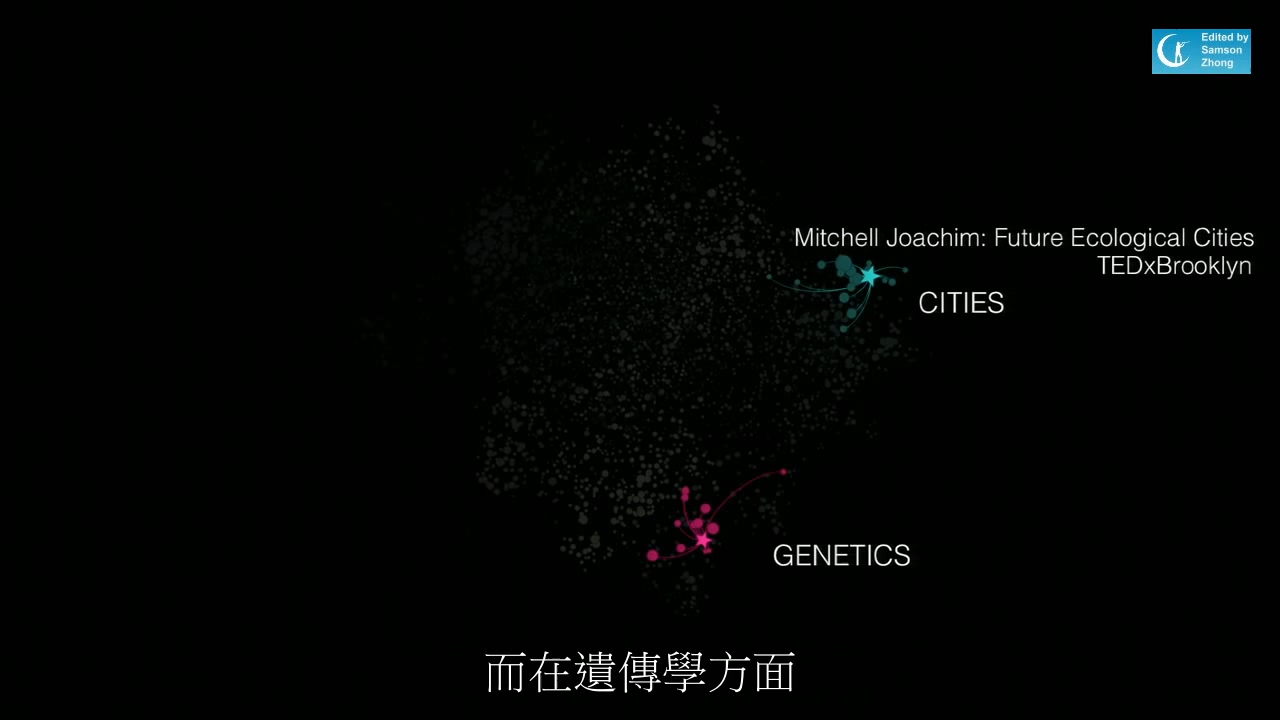 Edited by
Samson
Zhong
Mitchell Joachim: Future Ecological Cities
TEDxBrooklyn
CITIES
GENETICS
而在遺傳學方面